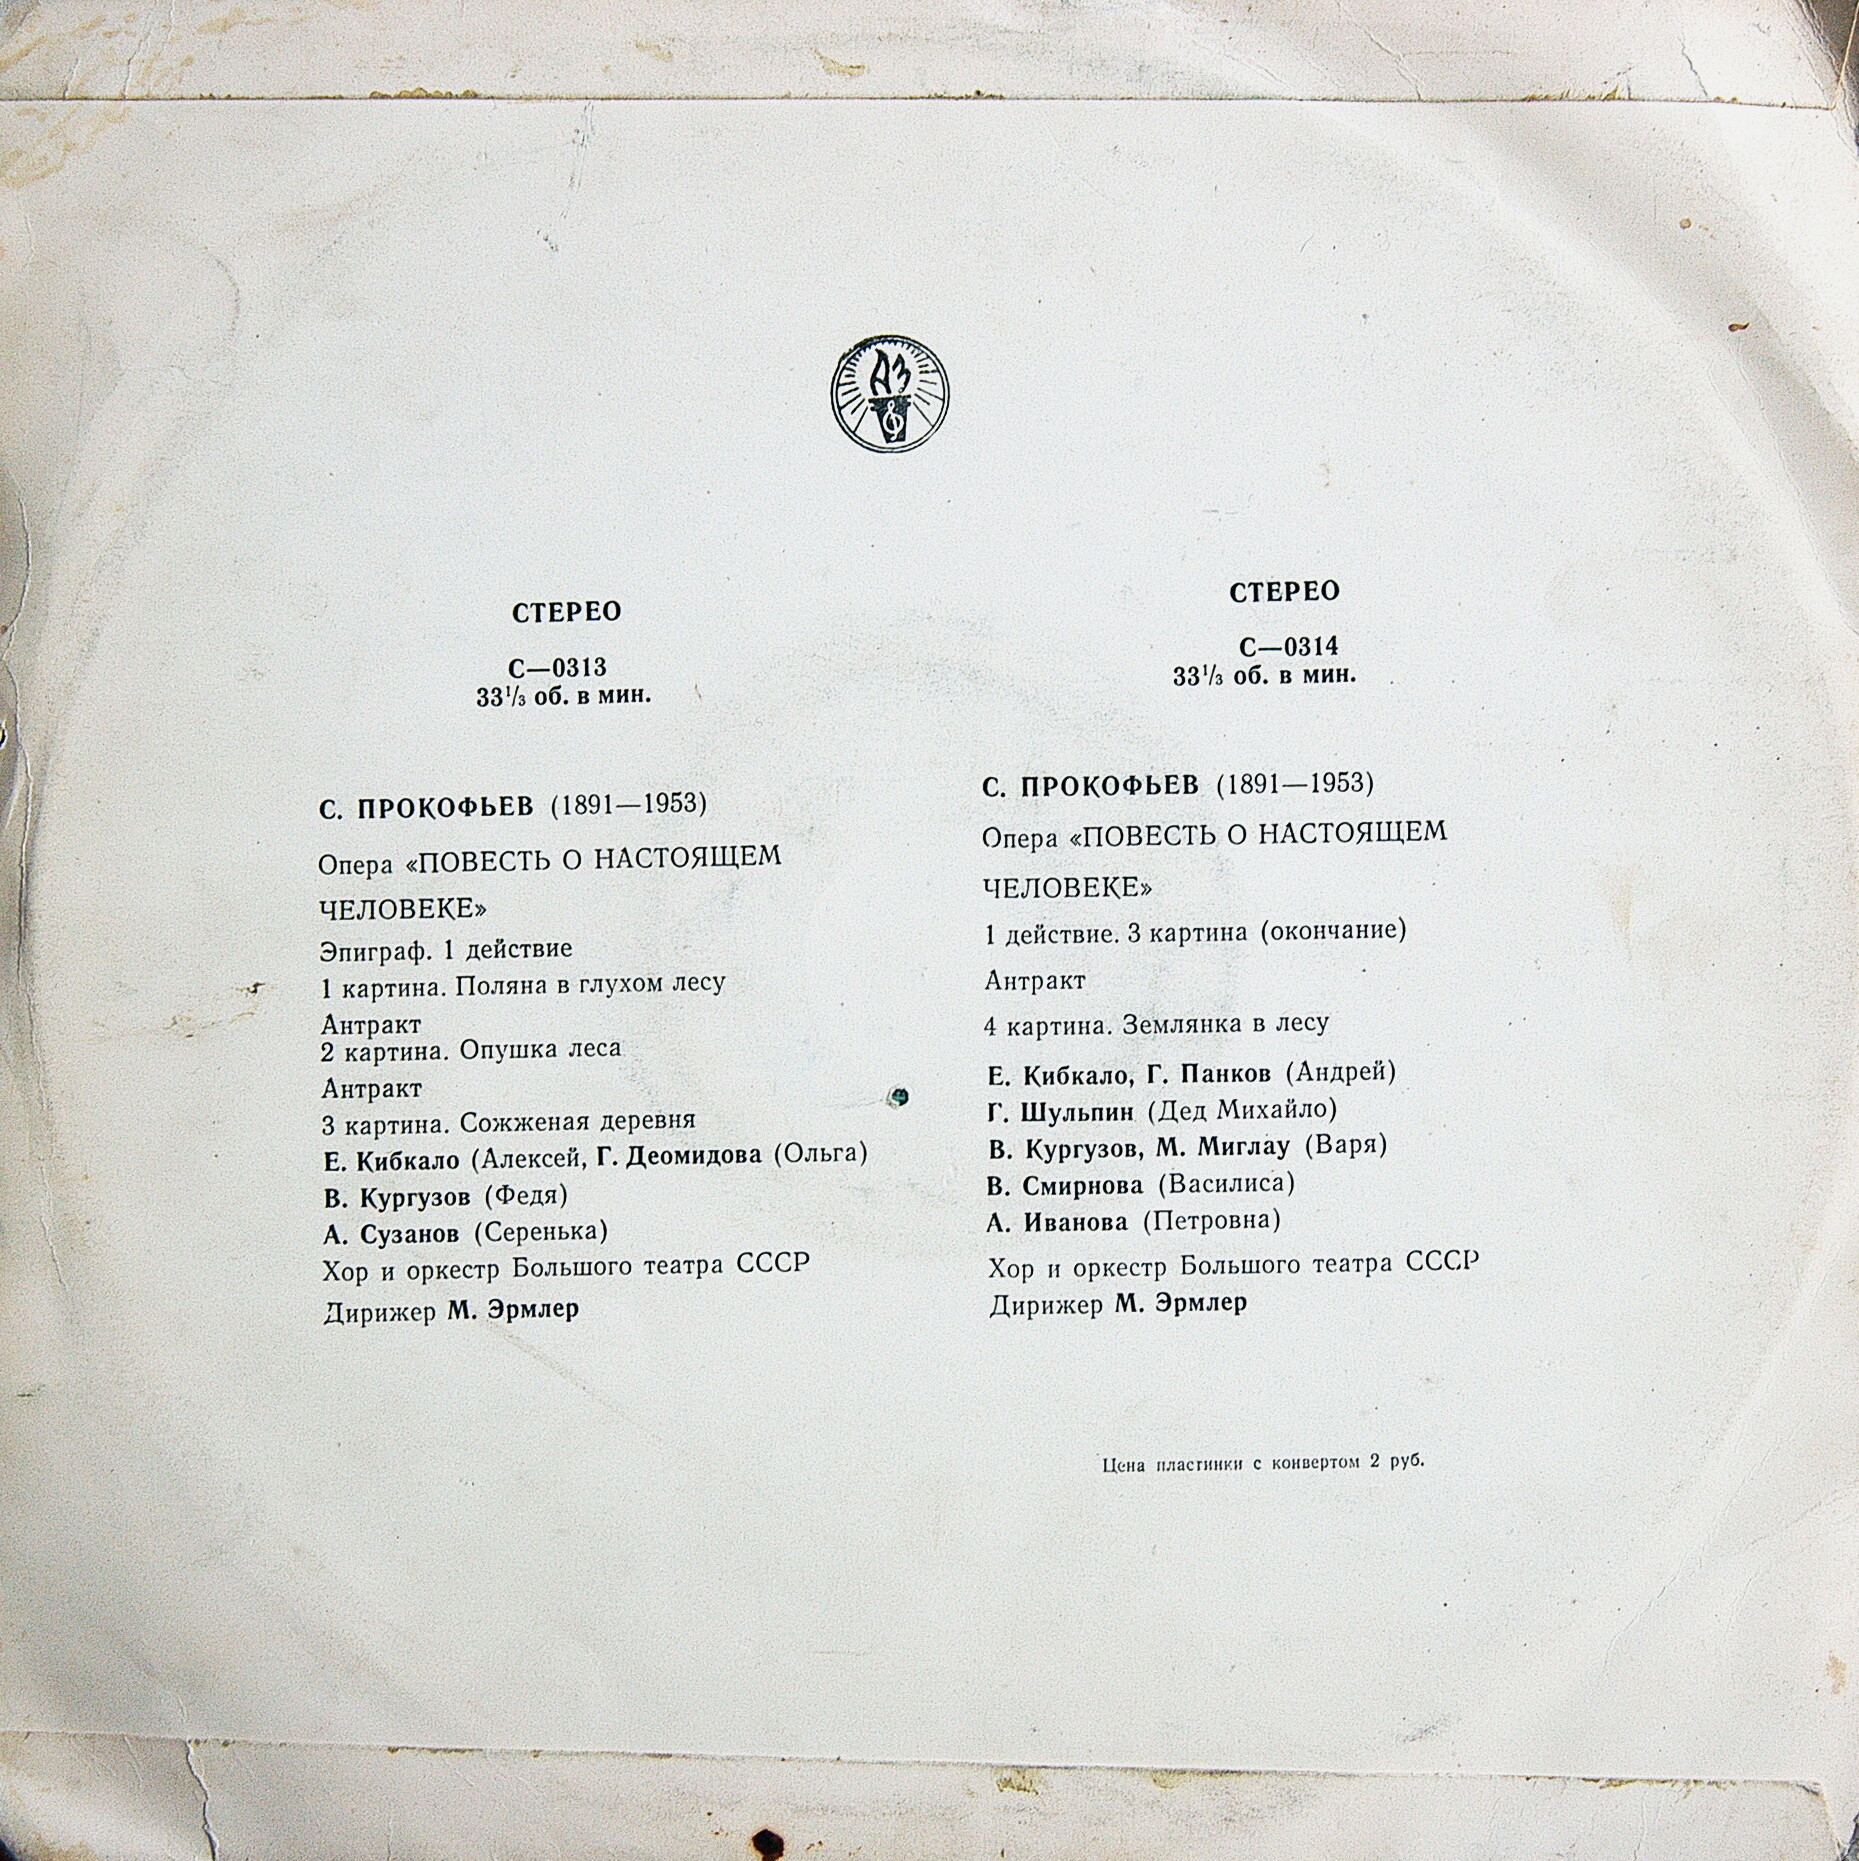 АЗ
СТЕРЕО
С—0313
33⅓ об. в мин.
С. ПРОКОФЬЕВ (1891—1953)
Опера «ПОВЕСТЬ О НАСТОЯЩЕМ
ЧЕЛОВЕКЕ»
Эпиграф. 1 действие
1 картина. Поляна в глухом лесу
Антракт
2 картина. Опушка леса
Антракт
3 картина. Сожженая деревня
Е. Кибкало (Алексей, Г. Деомидова (Ольга)
В. Кургузов (Федя)
А. Сузанов (Серенька)
Хор и оркестр Большого театра СССР
Дирижер М. Эрмлер
СТЕРЕО
С—0314
33⅓ об. в мин.
С. ПРОКОФЬЕВ (1891—1953)
Опера «ПОВЕСТЬ О НАСТОЯЩЕМ
ЧЕЛОВЕКЕ»
1 действие. 3 картина (окончание)
Антракт
4 картина. Землянка в лесу
Е. Кибкало, Г. Панков (Андрей)
Г. Шульпин (Дед Михайло)
В. Кургузов, М. Миглау (Варя)
В. Смирнова (Василиса)
А. Иванова (Петровна)
Хор и оркестр Большого театра СССР
Дирижер М. Эрмлер
Цена пластинки с конвертом 2 руб.